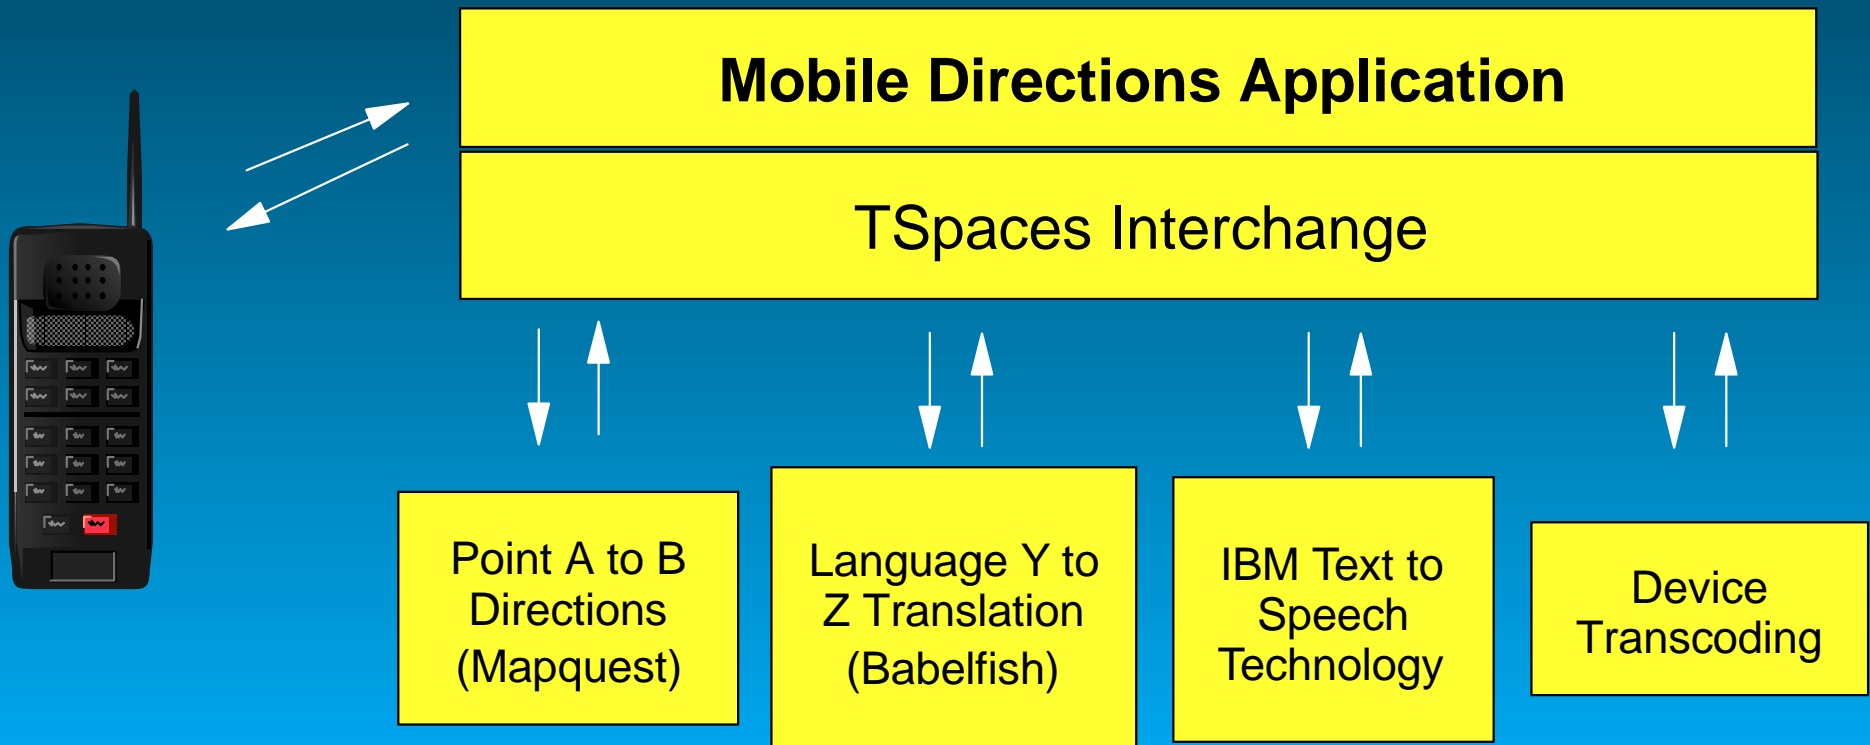 Mobile Directions Application
TSpaces Interchange
Point A to B
Directions
(Mapquest)
Language Y to
Z Translation
(Babelfish)
IBM Text to
Speech
Technology
Device
Transcoding